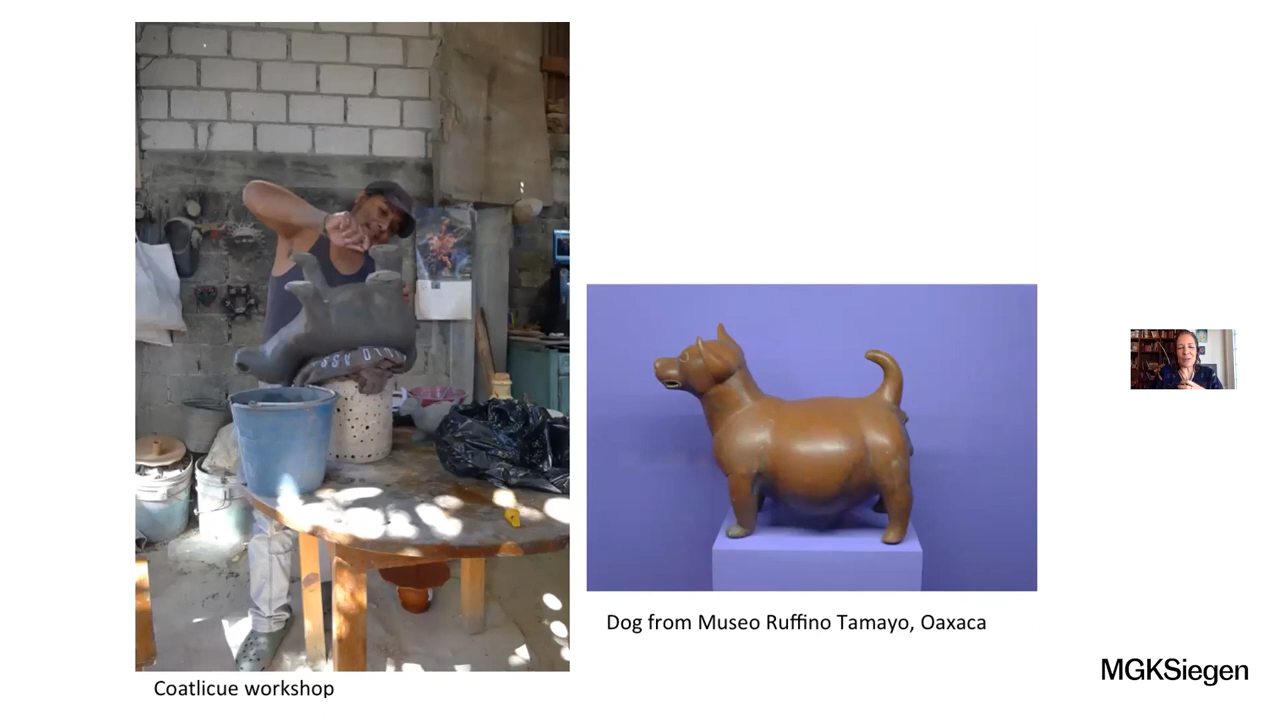 Coatlicue workshop
Dog from Museo Ruffino Tamayo, Oaxaca
MGKSiegen